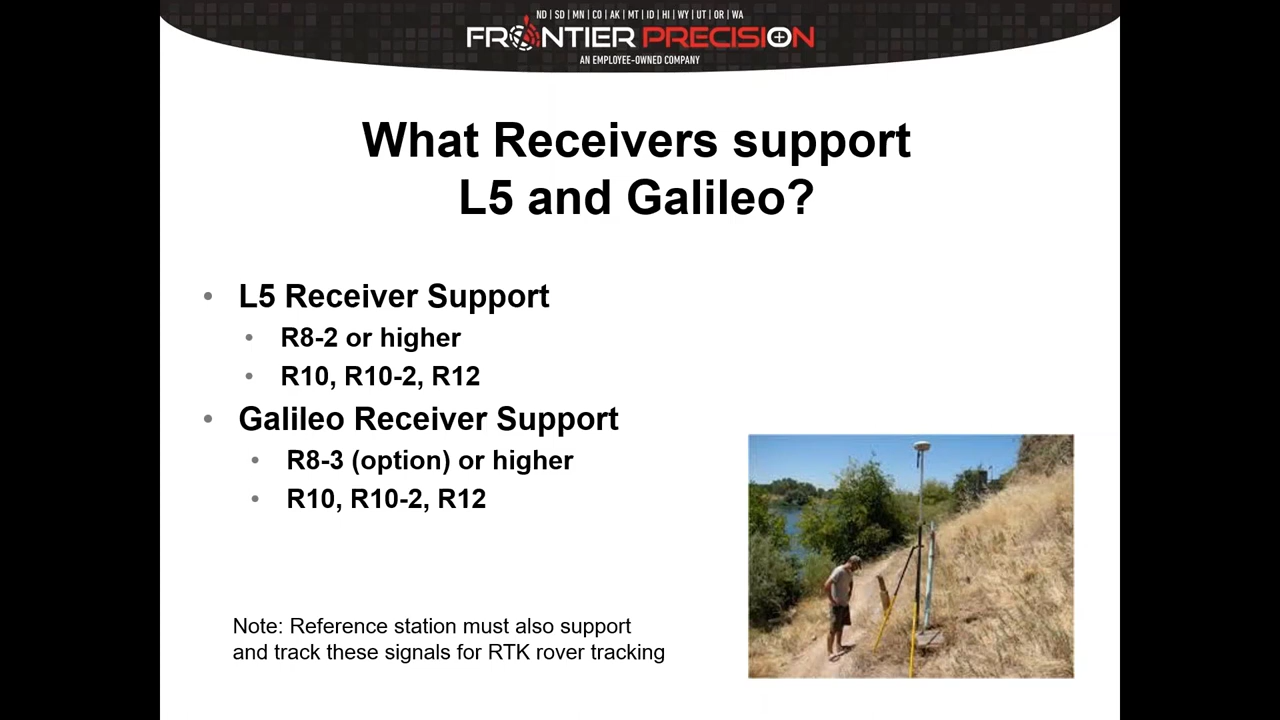 ND | SD | MN | CO | AK | MT | ID | HI | WY | UT | OR | WA
FRONTIER PRECISION
AN EMPLOYEE-OWNED COMPANY
What Receivers support
L5 and Galileo?
• L5 Receiver Support
• R8-2 or higher
• R10, R10-2, R12
• Galileo Receiver Support
• R8-3 (option) or higher
• R10, R10-2, R12
Note: Reference station must also support
and track these signals for RTK rover tracking